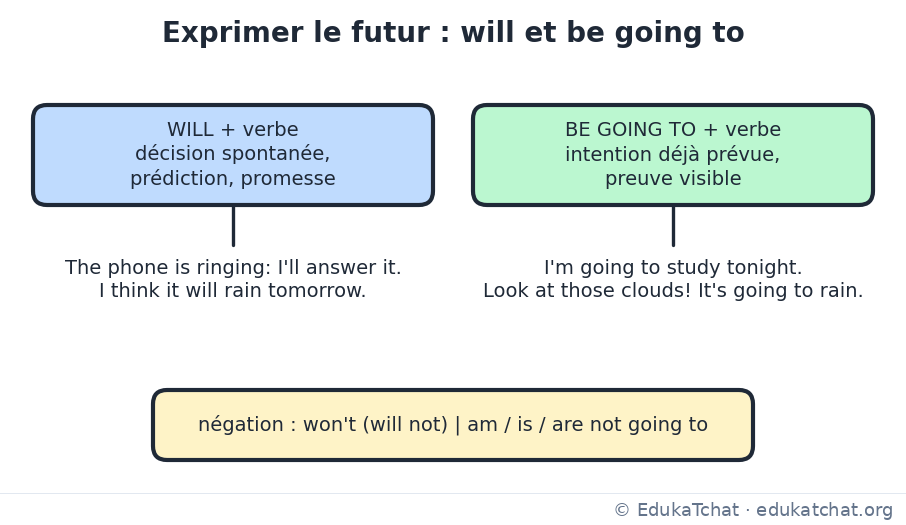 Exprimer le futur : will et be going to
WILL + verbe
décision spontanée,
prédiction, promesse
BE GOING TO + verbe
intention déjà prévue,
preuve visible
The phone is ringing: I'll answer it.
I think it will rain tomorrow.
I'm going to study tonight.
Look at those clouds! It's going to rain.
négation : won't (will not) | am / is / are not going to
© EdukaTchat · edukatchat.org